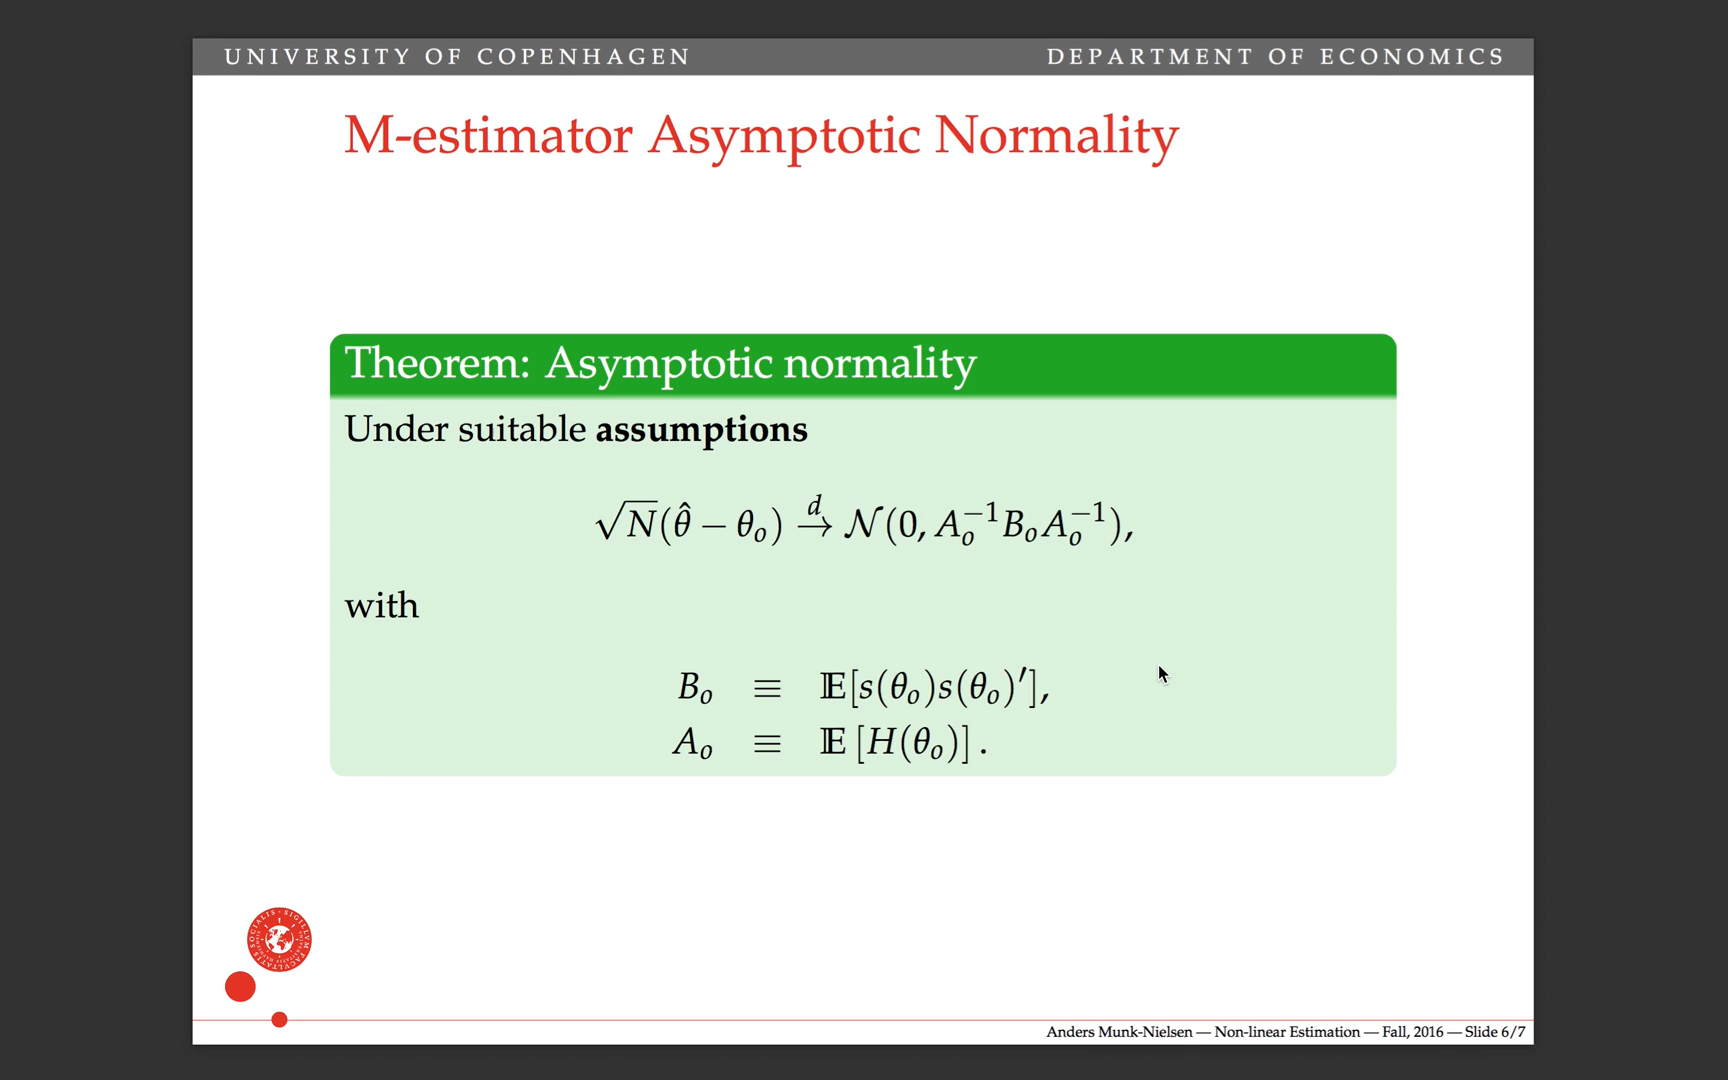 UNIVERSITY OF COPENHAGEN
DEPARTMENT OF ECONOMICS
M-estimator Asymptotic Normality
Theorem: Asymptotic normality
Under suitable assumptions
√N(θ̂ − θₒ) →ᵈ 𝒩(0, Aₒ⁻¹BₒAₒ⁻¹),
with
Bₒ ≡ 𝔼[s(θₒ)s(θₒ)′],
Aₒ ≡ 𝔼 [H(θₒ)] .
Anders Munk-Nielsen — Non-linear Estimation — Fall, 2016 — Slide 6/7